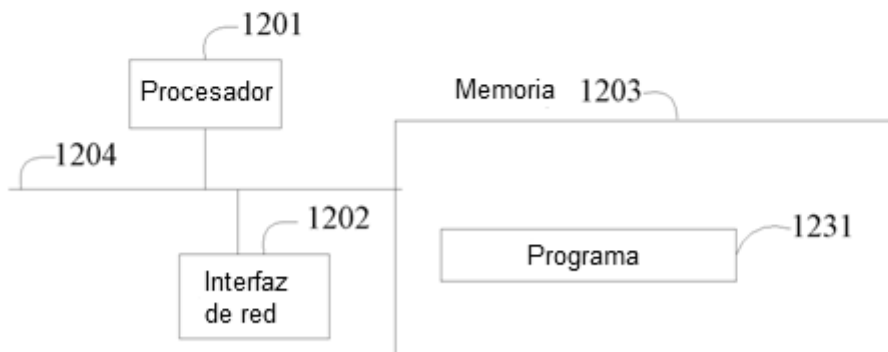 1201
Procesador
Memoria 1203
1204
1202
Interfaz
de red
Programa
1231